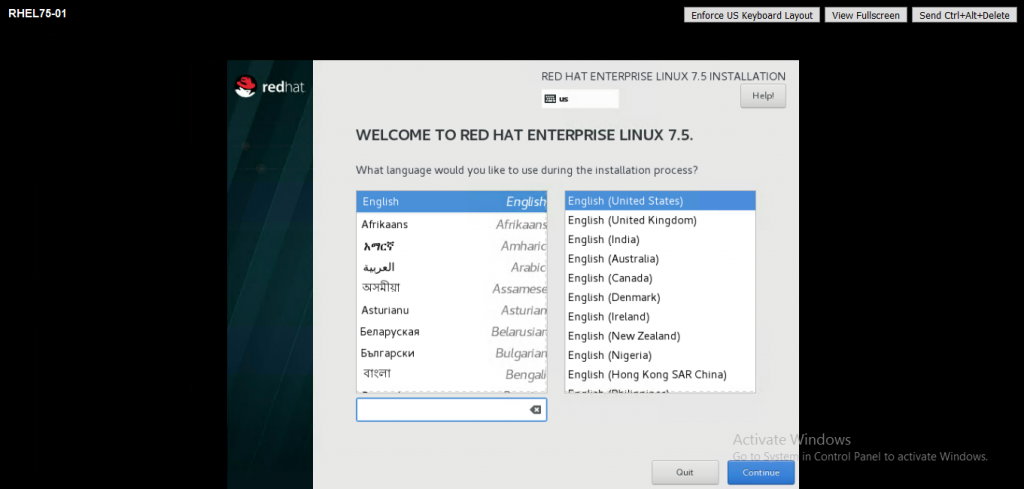 RHEL75-01
Enforce US Keyboard Layout View Fullscreen Send Ctrl+Alt+Delete
redhat
RED HAT ENTERPRISE LINUX 7.5 INSTALLATION
us
Help!
WELCOME TO RED HAT ENTERPRISE LINUX 7.5.
What language would you like to use during the installation process?
English English
Afrikaans Afrikaans
አማርኛ Amharic
العربية Arabic
অসমীয়া Assamese
Asturianu Asturian
Беларуская Belarusian
Български Bulgarian
বাংলা Bengali
English (United States)
English (United Kingdom)
English (India)
English (Australia)
English (Canada)
English (Denmark)
English (Ireland)
English (New Zealand)
English (Nigeria)
English (Hong Kong SAR China)
English (Philippines)
Activate Windows
Go to System in Control Panel to activate Windows.
Quit
Continue